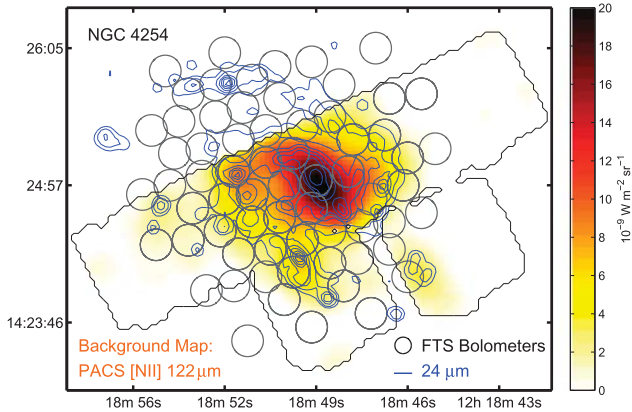 NGC 4254
26:05
24:57
14:23:46
Background Map:
PACS [NII] 122 µm
FTS Bolometers
24 µm
18m 56s
18m 52s
18m 49s
18m 46s
12h 18m 43s
20
18
16
14
12
10
8
6
4
2
0
10⁻⁹ W m⁻² sr⁻¹